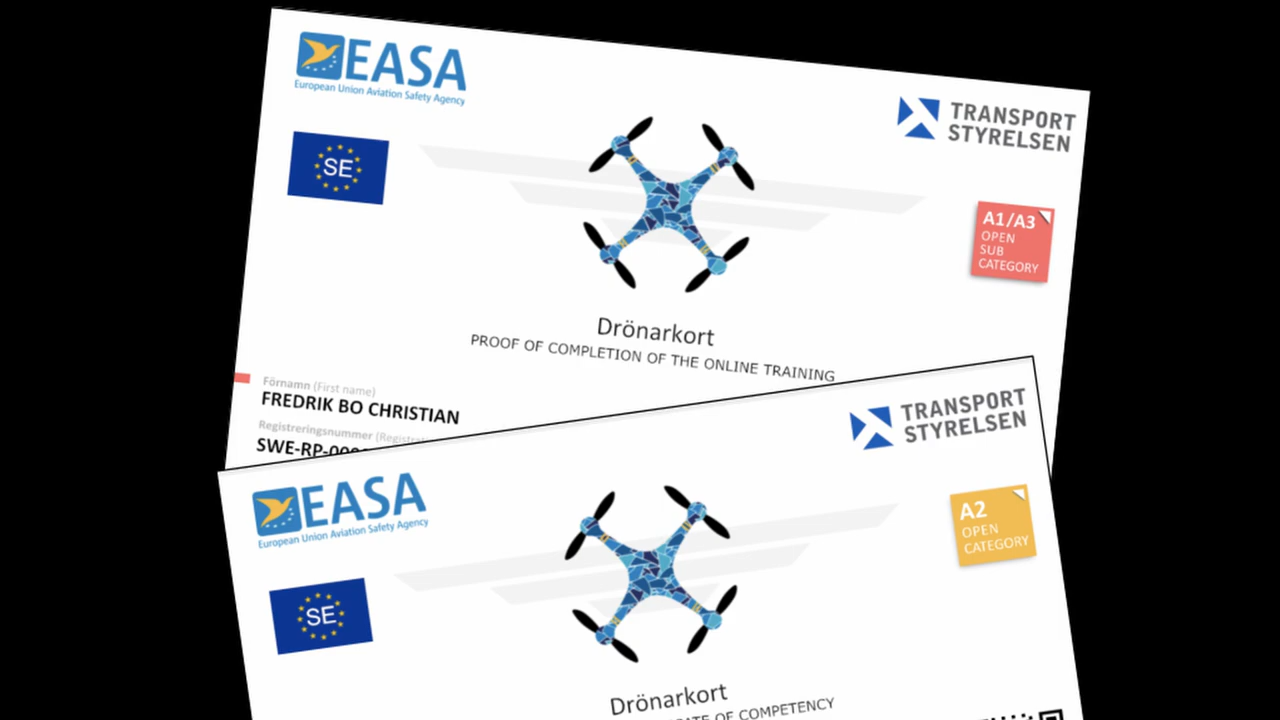 EASA
European Union Aviation Safety Agency
TRANSPORT
STYRELSEN
SE
A1/A3
OPEN
SUB
CATEGORY
Drönarkort
PROOF OF COMPLETION OF THE ONLINE TRAINING
Förnamn (First name)
FREDRIK BO CHRISTIAN
Registreringsnummer
TRANSPORT
STYRELSEN
EASA
European Union Aviation Safety Agency
A2
OPEN
CATEGORY
SE
Drönarkort
OF COMPETENCY